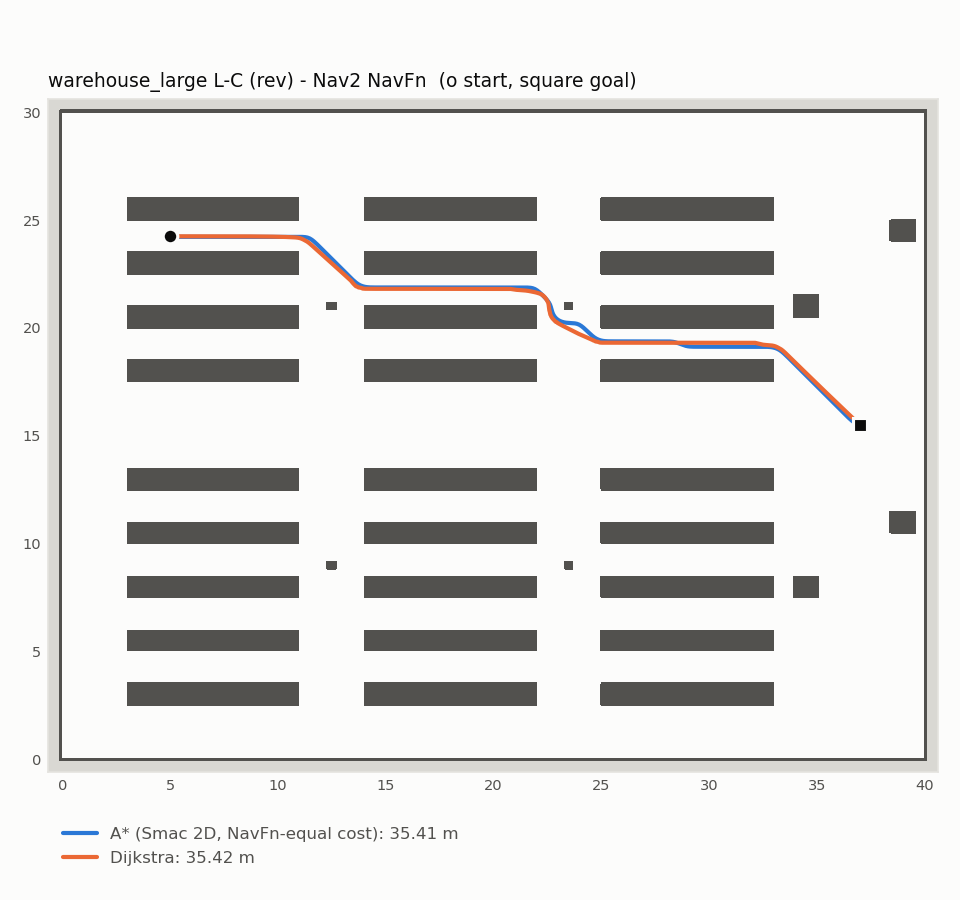 warehouse_large L-C (rev) - Nav2 NavFn  (o start, square goal)
30
25
20
15
10
5
0
0 5 10 15 20 25 30 35 40
A* (Smac 2D, NavFn-equal cost): 35.41 m
Dijkstra: 35.42 m